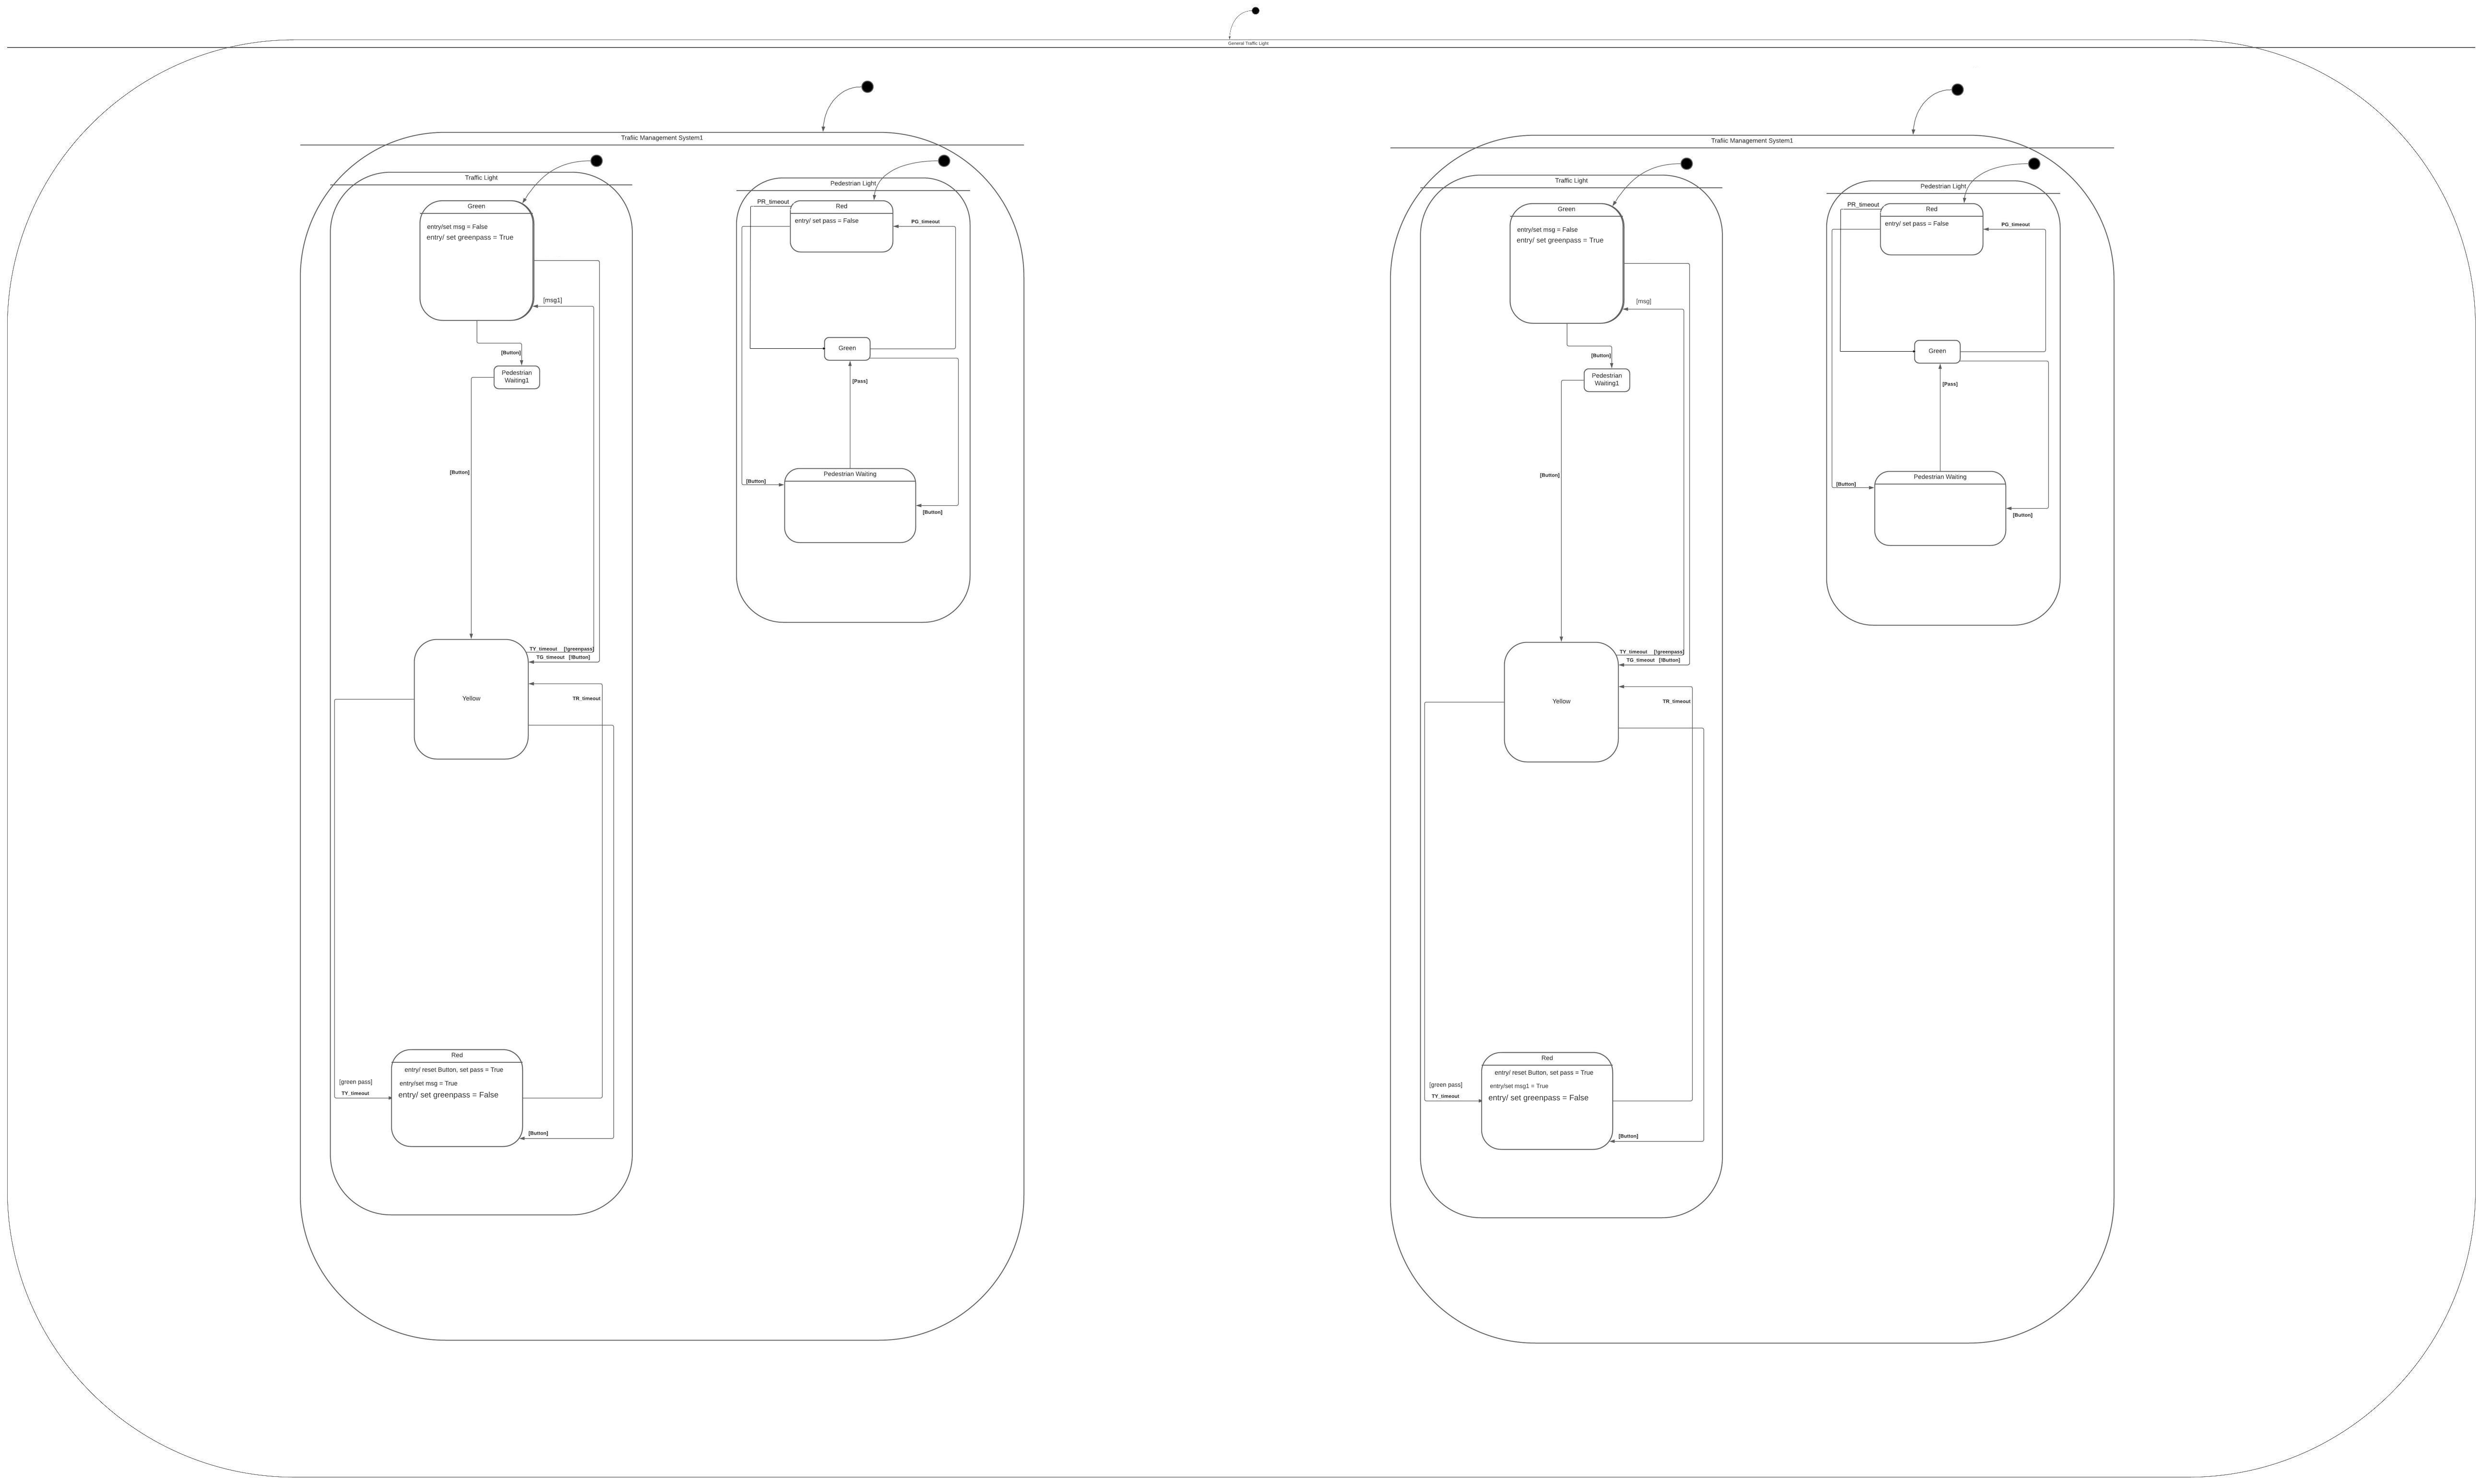 General Traffic Light
Trafiic Management System1
Traffic Light
Green
entry/set msg = False
entry/ set greenpass = True
[msg1]
[Button]
Pedestrian
Waiting1
[Button]
TY_timeout [!greenpass]
TG_timeout [!Button]
Yellow
TR_timeout
Red
entry/ reset Button, set pass = True
entry/set msg = True
entry/ set greenpass = False
[green pass]
TY_timeout
[Button]
Pedestrian Light
PR_timeout
Red
entry/ set pass = False
PG_timeout
Green
[Pass]
Pedestrian Waiting
[Button]
[Button]
Trafiic Management System1
Traffic Light
Green
entry/set msg = False
entry/ set greenpass = True
[msg]
[Button]
Pedestrian
Waiting1
[Button]
TY_timeout [!greenpass]
TG_timeout [!Button]
Yellow
TR_timeout
Red
entry/ reset Button, set pass = True
entry/set msg1 = True
entry/ set greenpass = False
[green pass]
TY_timeout
[Button]
Pedestrian Light
PR_timeout
Red
entry/ set pass = False
PG_timeout
Green
[Pass]
Pedestrian Waiting
[Button]
[Button]